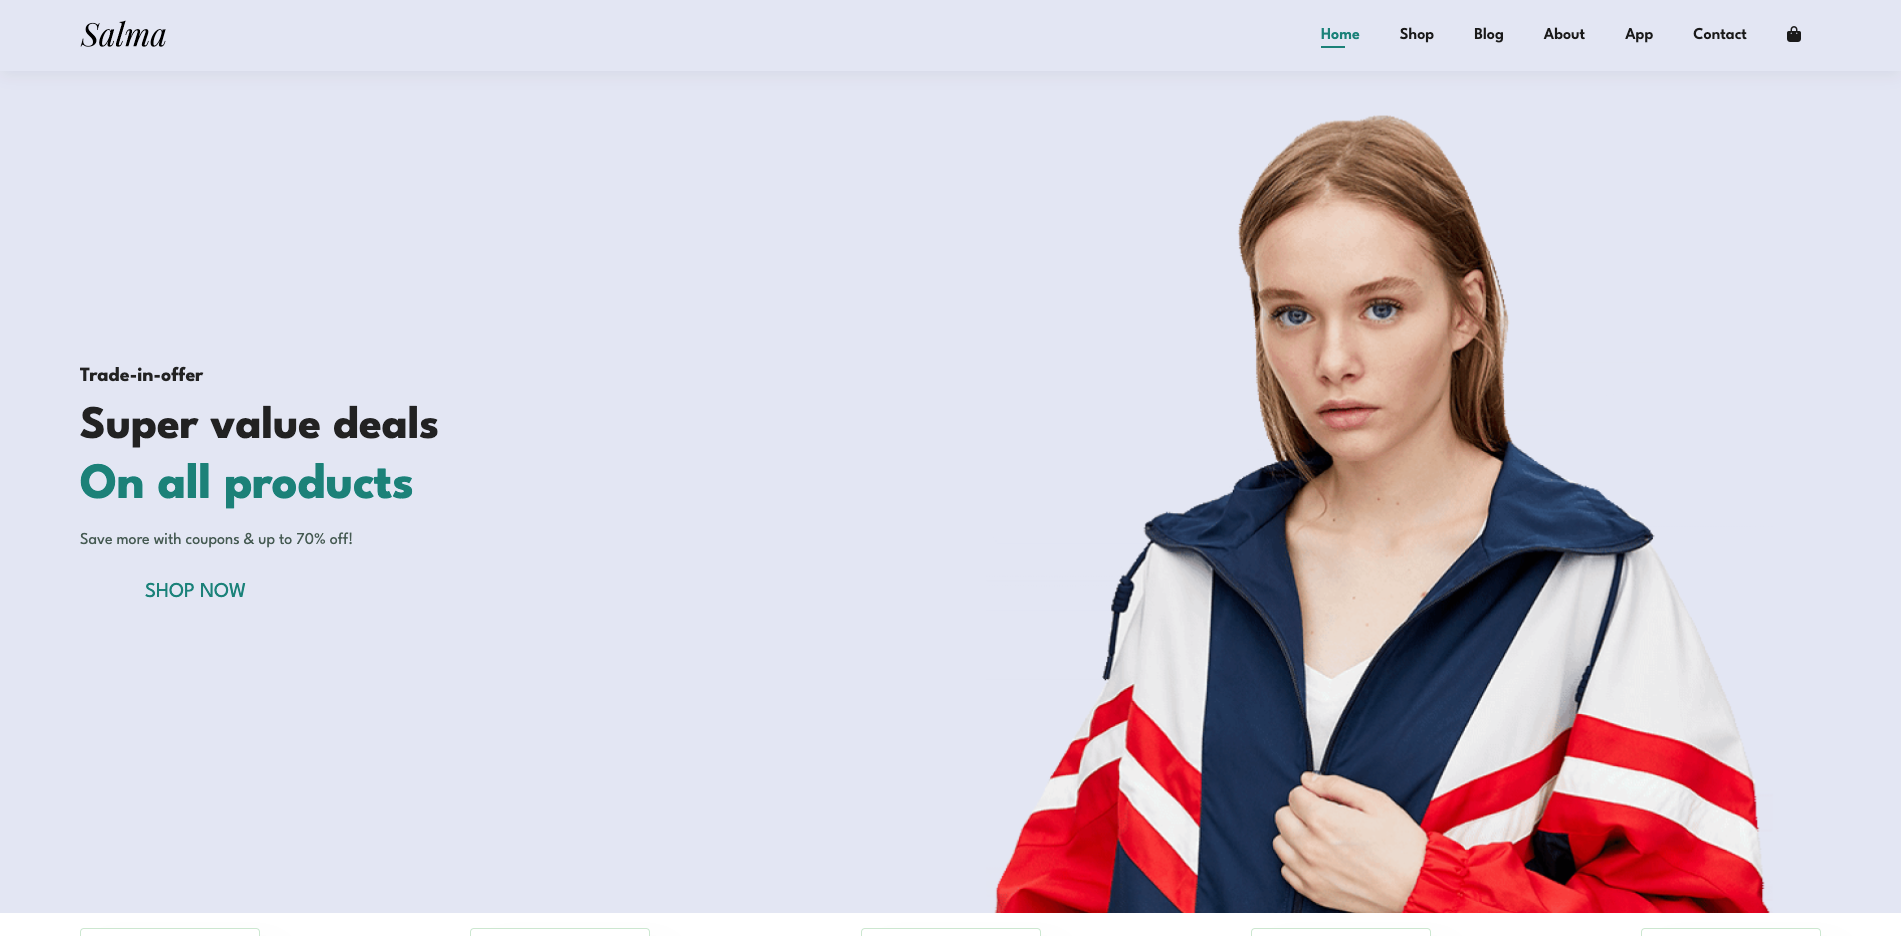 Salma
Home Shop Blog About App Contact
Trade-in-offer
Super value deals
On all products
Save more with coupons & up to 70% off!
SHOP NOW